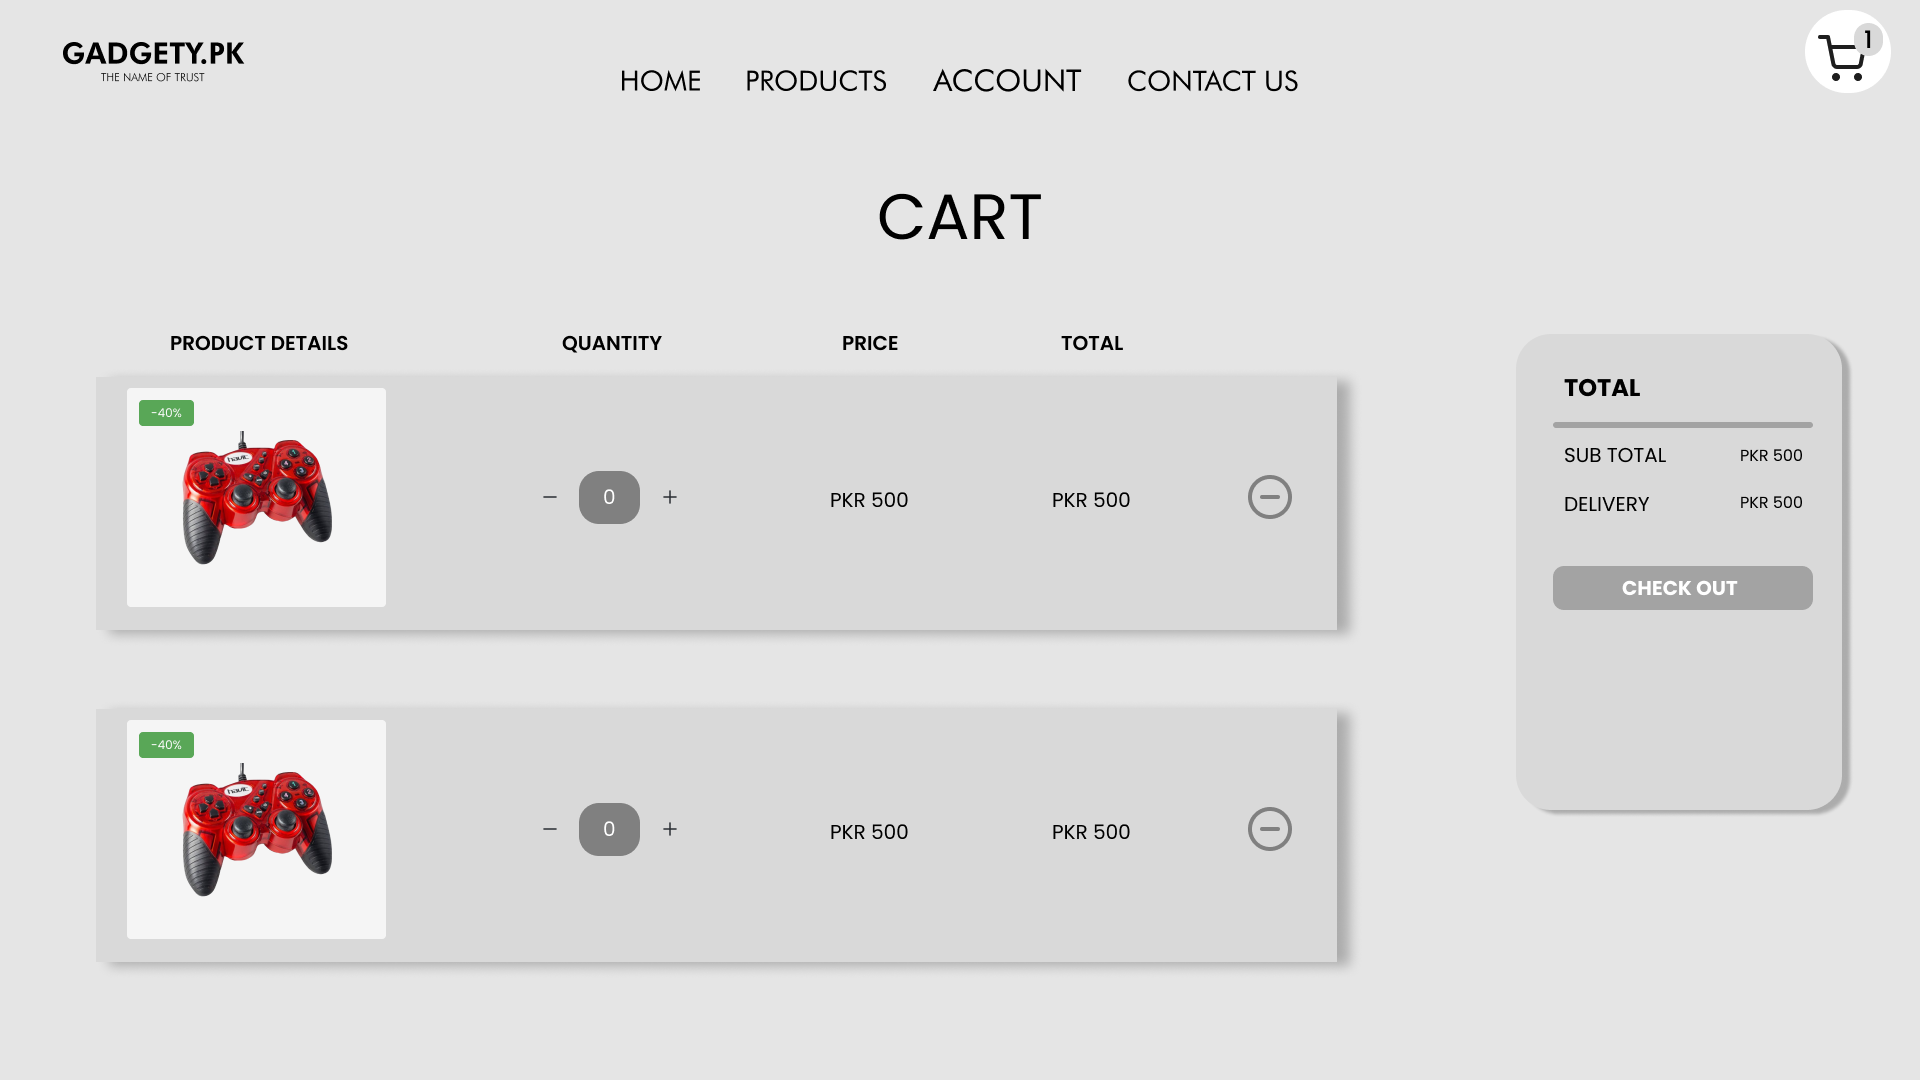 GADGETY.PK
THE NAME OF TRUST
HOME PRODUCTS ACCOUNT CONTACT US
1
CART
PRODUCT DETAILS QUANTITY PRICE TOTAL
-40%
havit
− 0 + PKR 500 PKR 500
-40%
havit
− 0 + PKR 500 PKR 500
TOTAL
SUB TOTAL PKR 500
DELIVERY PKR 500
CHECK OUT